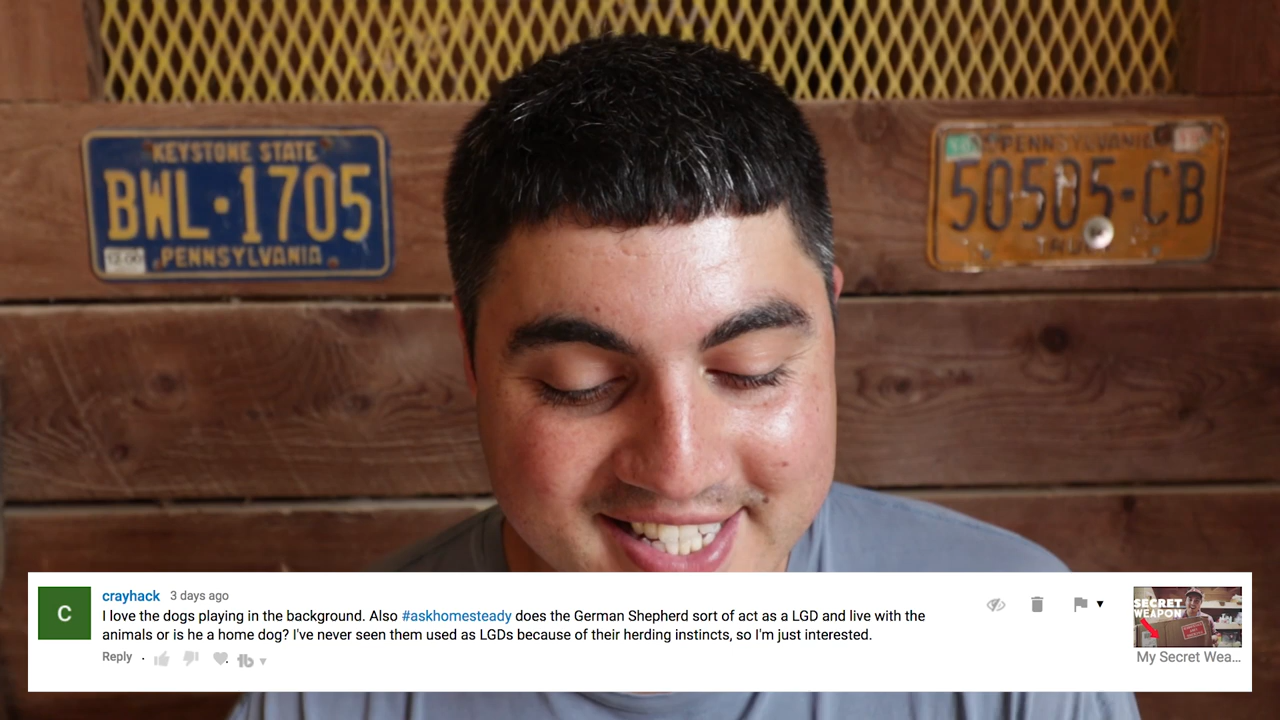 KEYSTONE STATE
BWL•1705
PENNSYLVANIA
PENNSYLVANIA
50505-CB
crayhack 3 days ago
I love the dogs playing in the background. Also #askhomesteady does the German Shepherd sort of act as a LGD and live with the
animals or is he a home dog? I've never seen them used as LGDs because of their herding instincts, so I'm just interested.
Reply
C
SECRET
WEAPON
My Secret Wea...